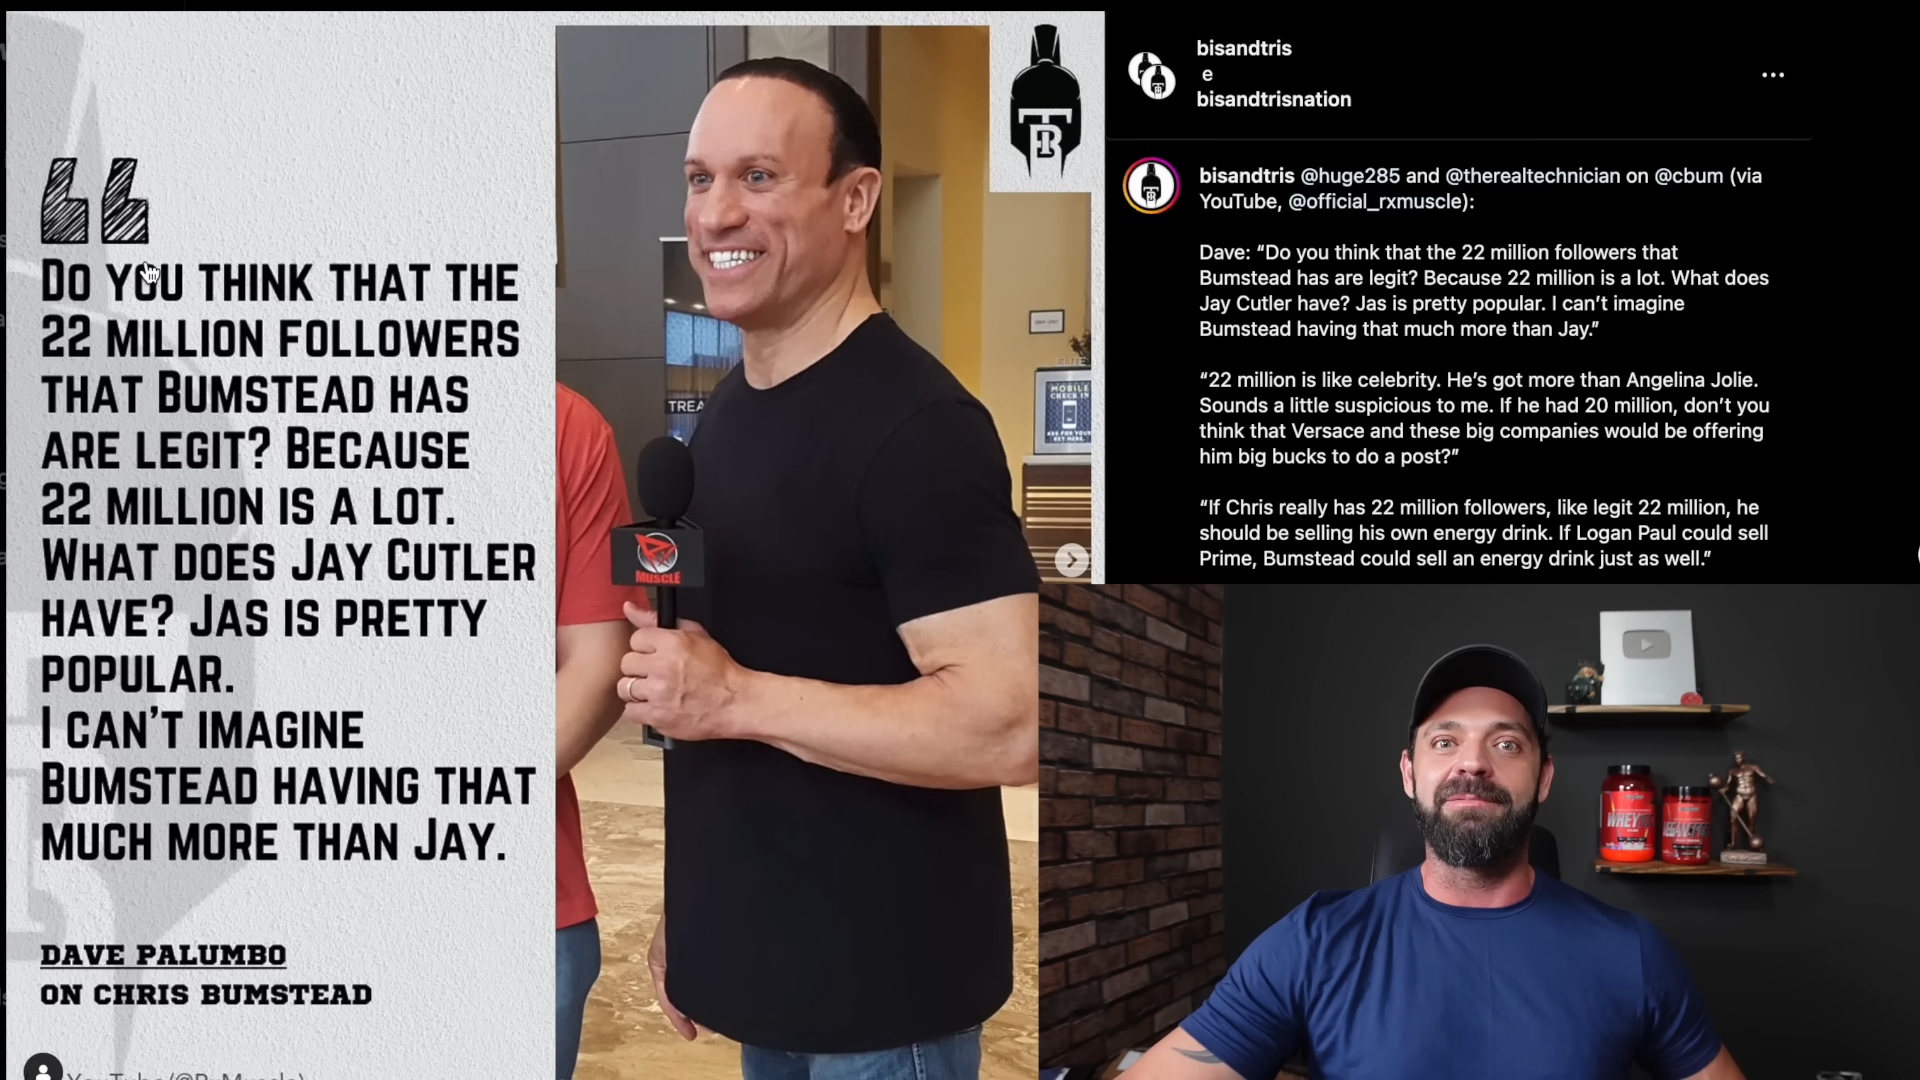 DO YOU THINK THAT THE
22 MILLION FOLLOWERS
THAT BUMSTEAD HAS
ARE LEGIT? BECAUSE
22 MILLION IS A LOT.
WHAT DOES JAY CUTLER
HAVE? JAS IS PRETTY
POPULAR.
I CAN'T IMAGINE
BUMSTEAD HAVING THAT
MUCH MORE THAN JAY.
DAVE PALUMBO
ON CHRIS BUMSTEAD
TREA
MUSCLE
MOBILE
CHECK IN
bisandtris
e
bisandtrisnation
bisandtris @huge285 and @therealtechnician on @cbum (via
YouTube, @official_rxmuscle):
Dave: “Do you think that the 22 million followers that
Bumstead has are legit? Because 22 million is a lot. What does
Jay Cutler have? Jas is pretty popular. I can’t imagine
Bumstead having that much more than Jay.”
“22 million is like celebrity. He’s got more than Angelina Jolie.
Sounds a little suspicious to me. If he had 20 million, don’t you
think that Versace and these big companies would be offering
him big bucks to do a post?”
“If Chris really has 22 million followers, like legit 22 million, he
should be selling his own energy drink. If Logan Paul could sell
Prime, Bumstead could sell an energy drink just as well.”
WHEY